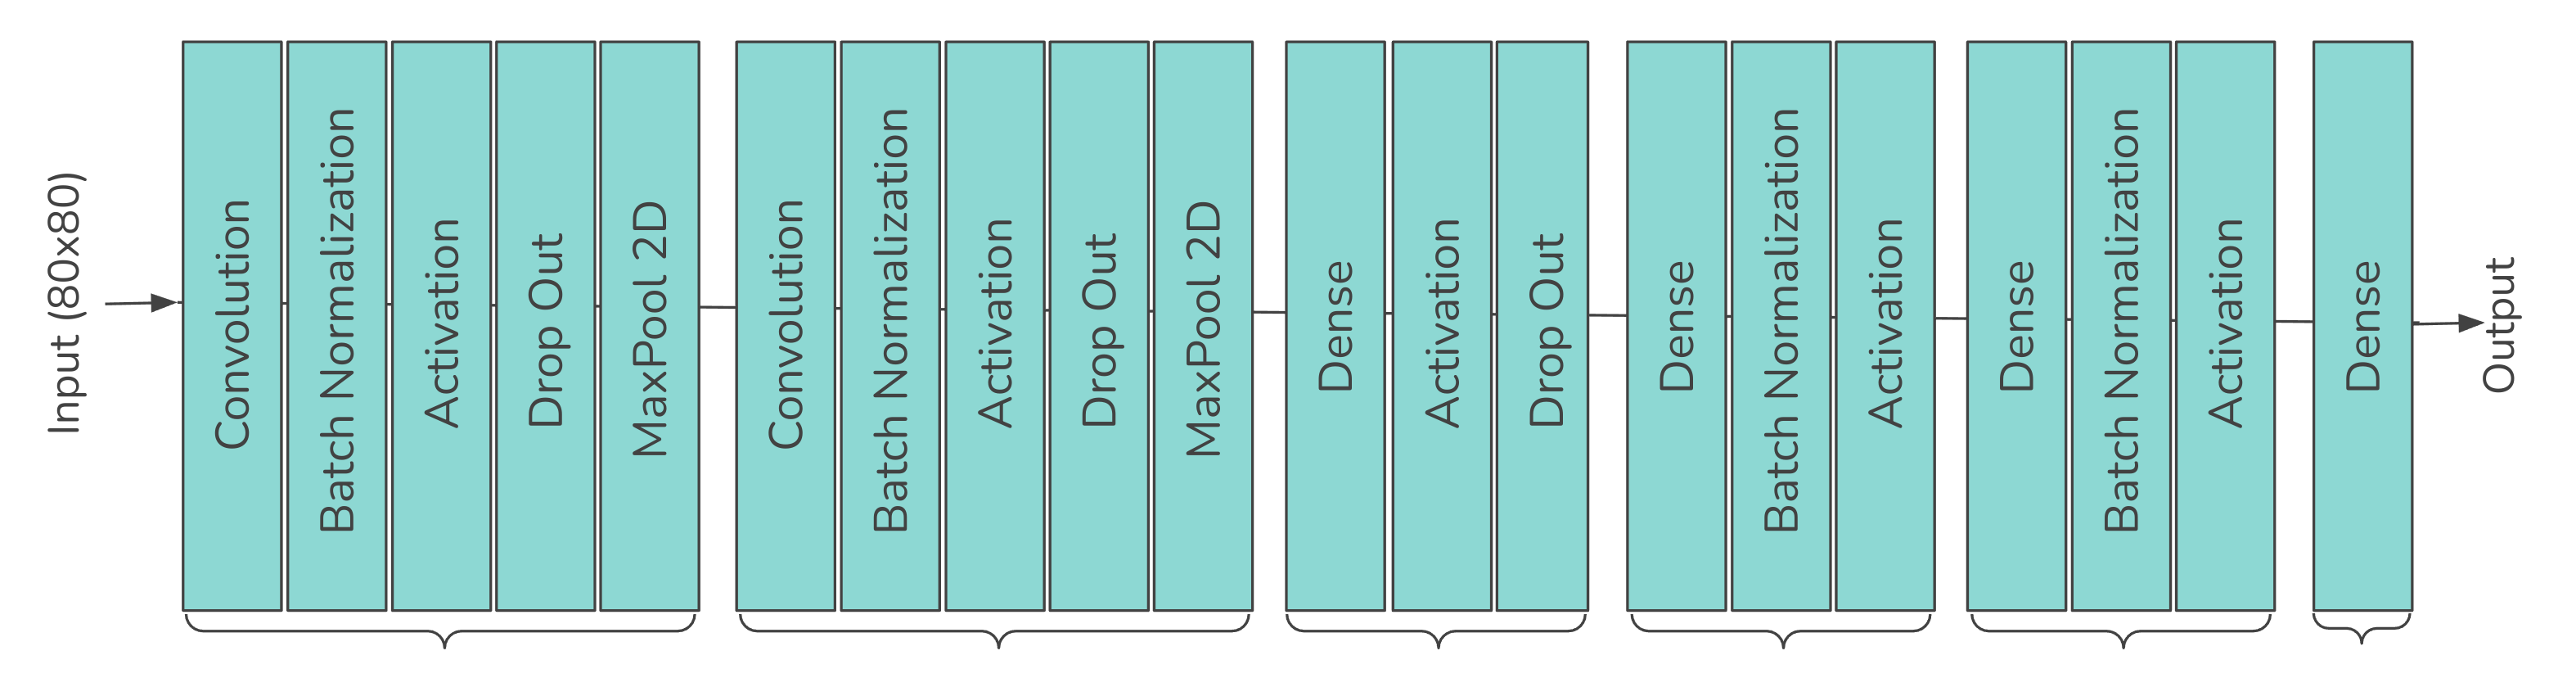 Input (80x80)
Convolution
Batch Normalization
Activation
Drop Out
MaxPool 2D
Convolution
Batch Normalization
Activation
Drop Out
MaxPool 2D
Dense
Activation
Drop Out
Dense
Batch Normalization
Activation
Dense
Batch Normalization
Activation
Dense
Output